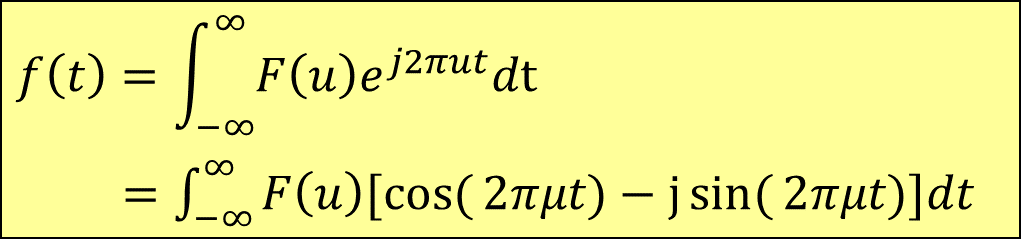 f(t) = ∫_{-∞}^{∞} F(u)e^{j2πut}dt
= ∫_{-∞}^{∞} F(u)[cos( 2πμt) − j sin( 2πμt)]dt